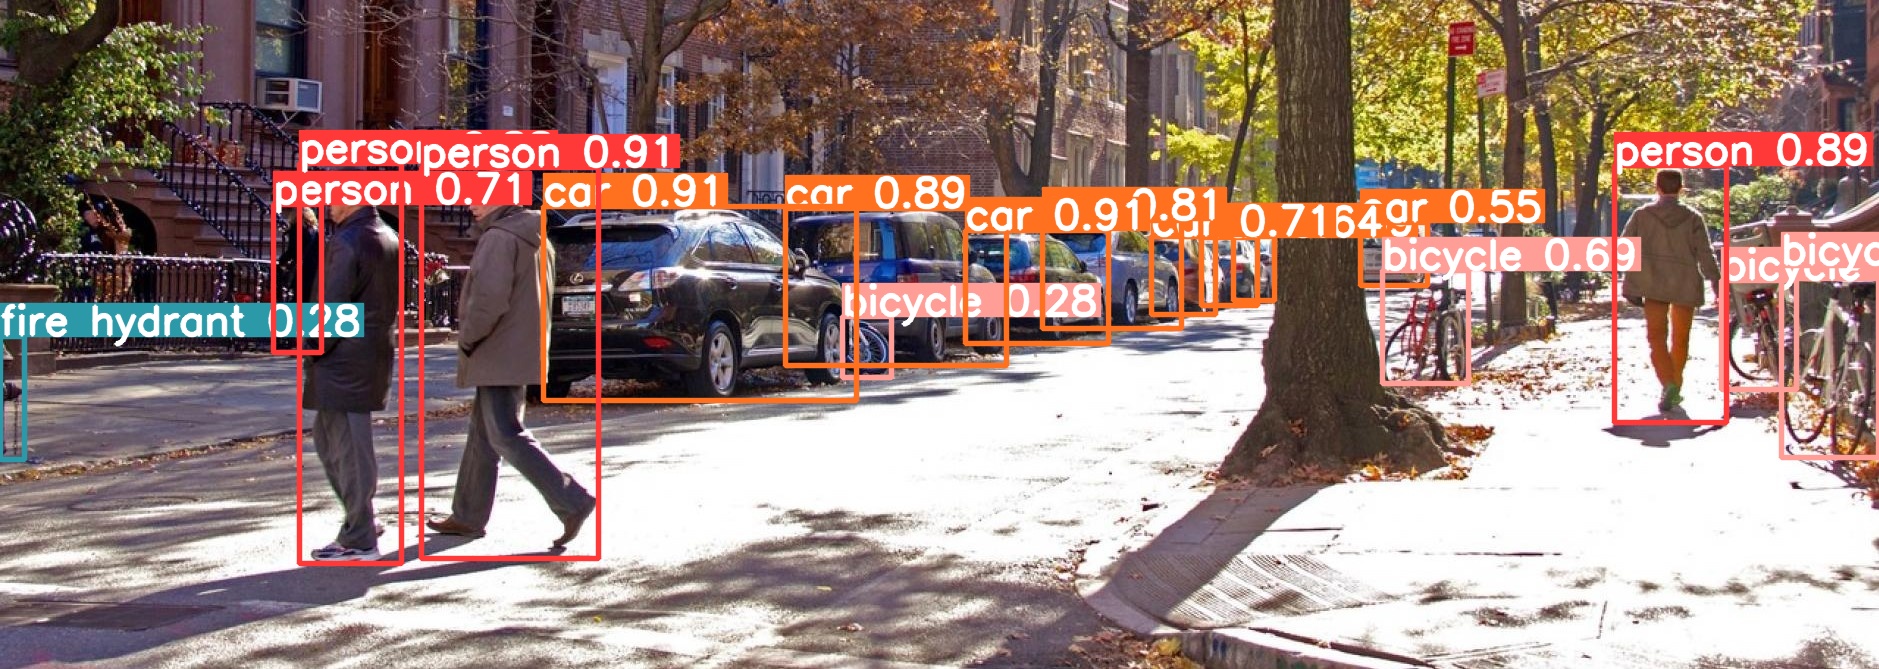 person 0.91
perso
person 0.89
person 0.71
car 0.91
car 0.89
car 0.91
0.81
0.71
car 0.55
bicycle 0.69
bicyc
bicycle 0.28
fire hydrant 0.28